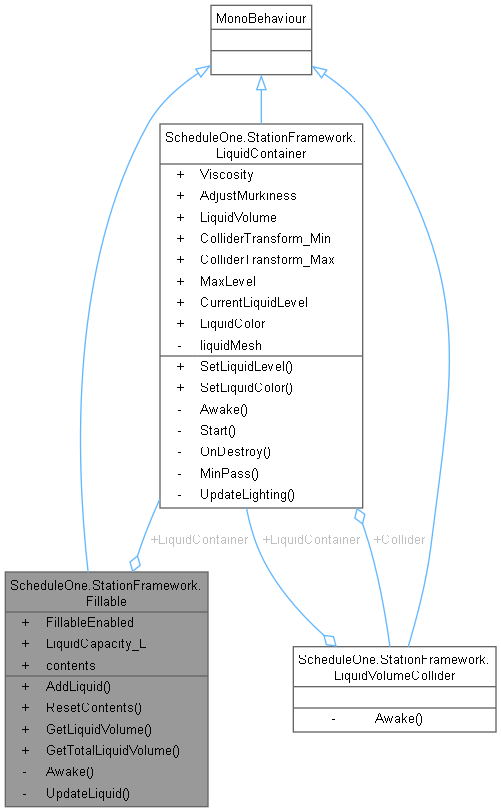 MonoBehaviour
ScheduleOne.StationFramework.
LiquidContainer
+ Viscosity
+ AdjustMurkiness
+ LiquidVolume
+ ColliderTransform_Min
+ ColliderTransform_Max
+ MaxLevel
+ CurrentLiquidLevel
+ LiquidColor
- liquidMesh
+ SetLiquidLevel()
+ SetLiquidColor()
- Awake()
- Start()
- OnDestroy()
- MinPass()
- UpdateLighting()
+LiquidContainer
+LiquidContainer
+Collider
ScheduleOne.StationFramework.
Fillable
+ FillableEnabled
+ LiquidCapacity_L
+ contents
+ AddLiquid()
+ ResetContents()
+ GetLiquidVolume()
+ GetTotalLiquidVolume()
- Awake()
- UpdateLiquid()
ScheduleOne.StationFramework.
LiquidVolumeCollider
- Awake()